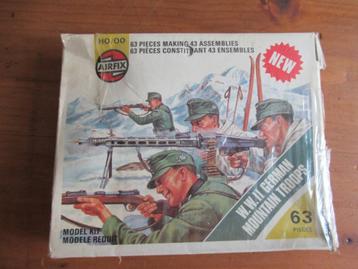 HO/OO
AIRFIX
63 PIECES MAKING 43 ASSEMBLIES
63 PIECES CONSTITUANT 43 ENSEMBLES
NEW
W.W.II GERMAN
MOUNTAIN TROOPS
MODEL KIT
MODELE REDUIT
63
PIECES